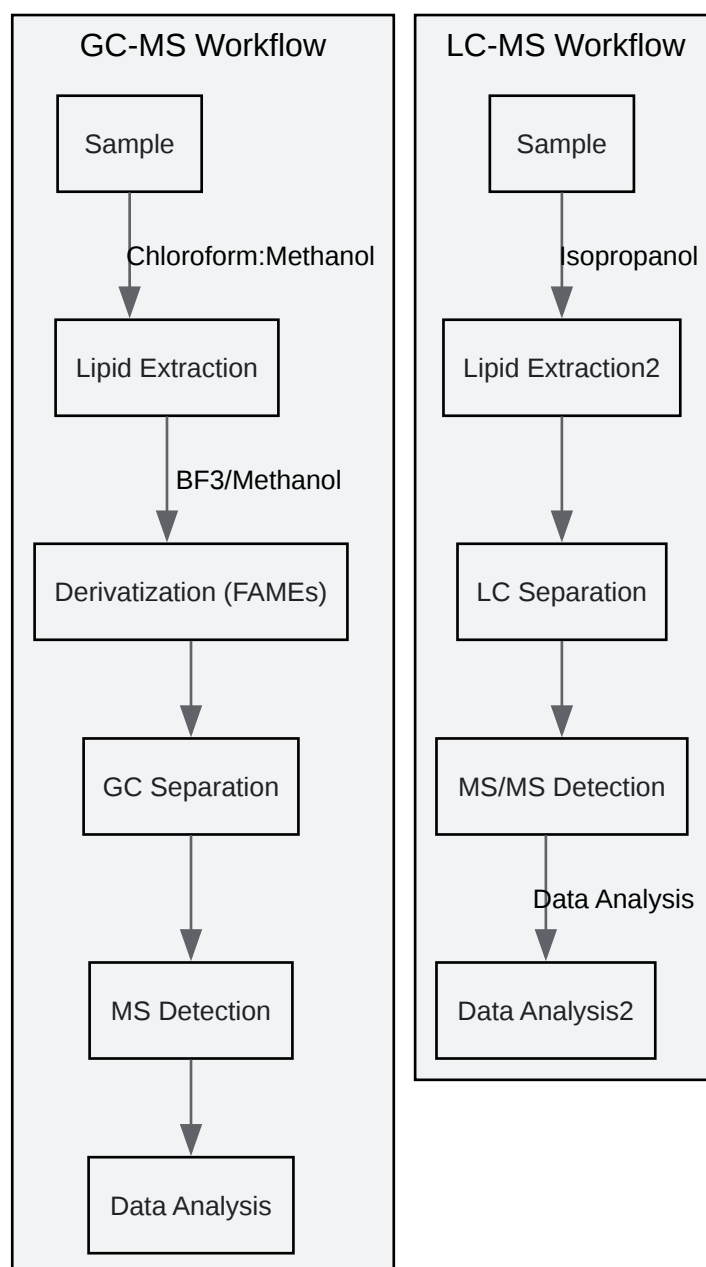 GC-MS Workflow
Sample
Chloroform:Methanol
Lipid Extraction
BF3/Methanol
Derivatization (FAMEs)
GC Separation
MS Detection
Data Analysis
LC-MS Workflow
Sample
Isopropanol
Lipid Extraction2
LC Separation
MS/MS Detection
Data Analysis
Data Analysis2